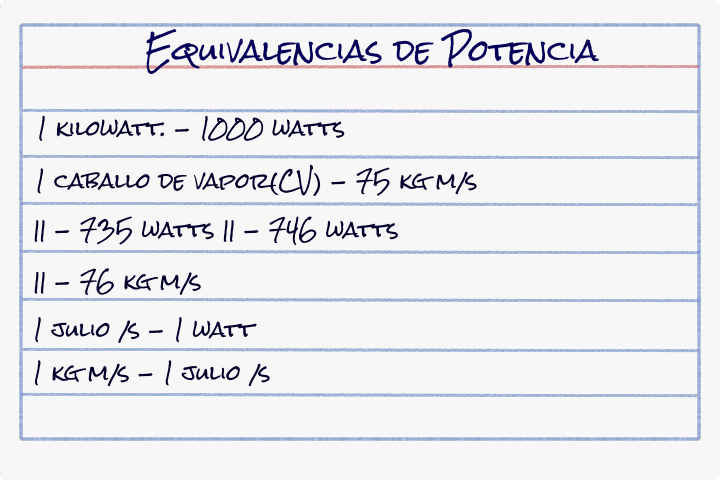 Equivalencias de Potencia
1 kilowatt. – 1000 watts
1 caballo de vapor(CV) – 75 kgm/s
11 – 735 watts 11 – 746 watts
11 – 76 kgm/s
1 julio /s – 1 watt
1 kgm/s – 1 julio /s